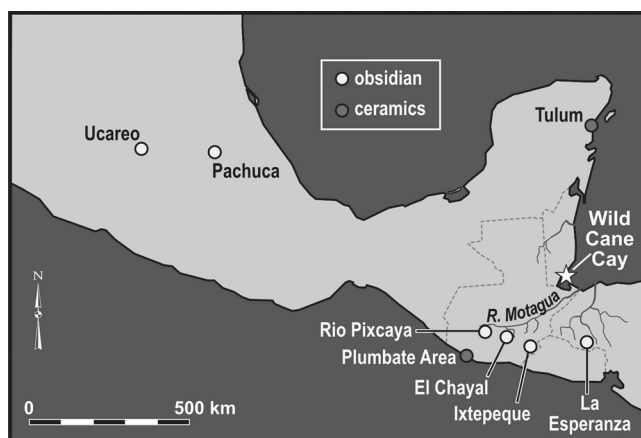 obsidian
ceramics
Tulum
Ucareo
Pachuca
Wild
Cane
Cay
N
R. Motagua
Rio Pixcaya
Plumbate Area
El Chayal
Ixtepeque
La
Esperanza
0 500 km